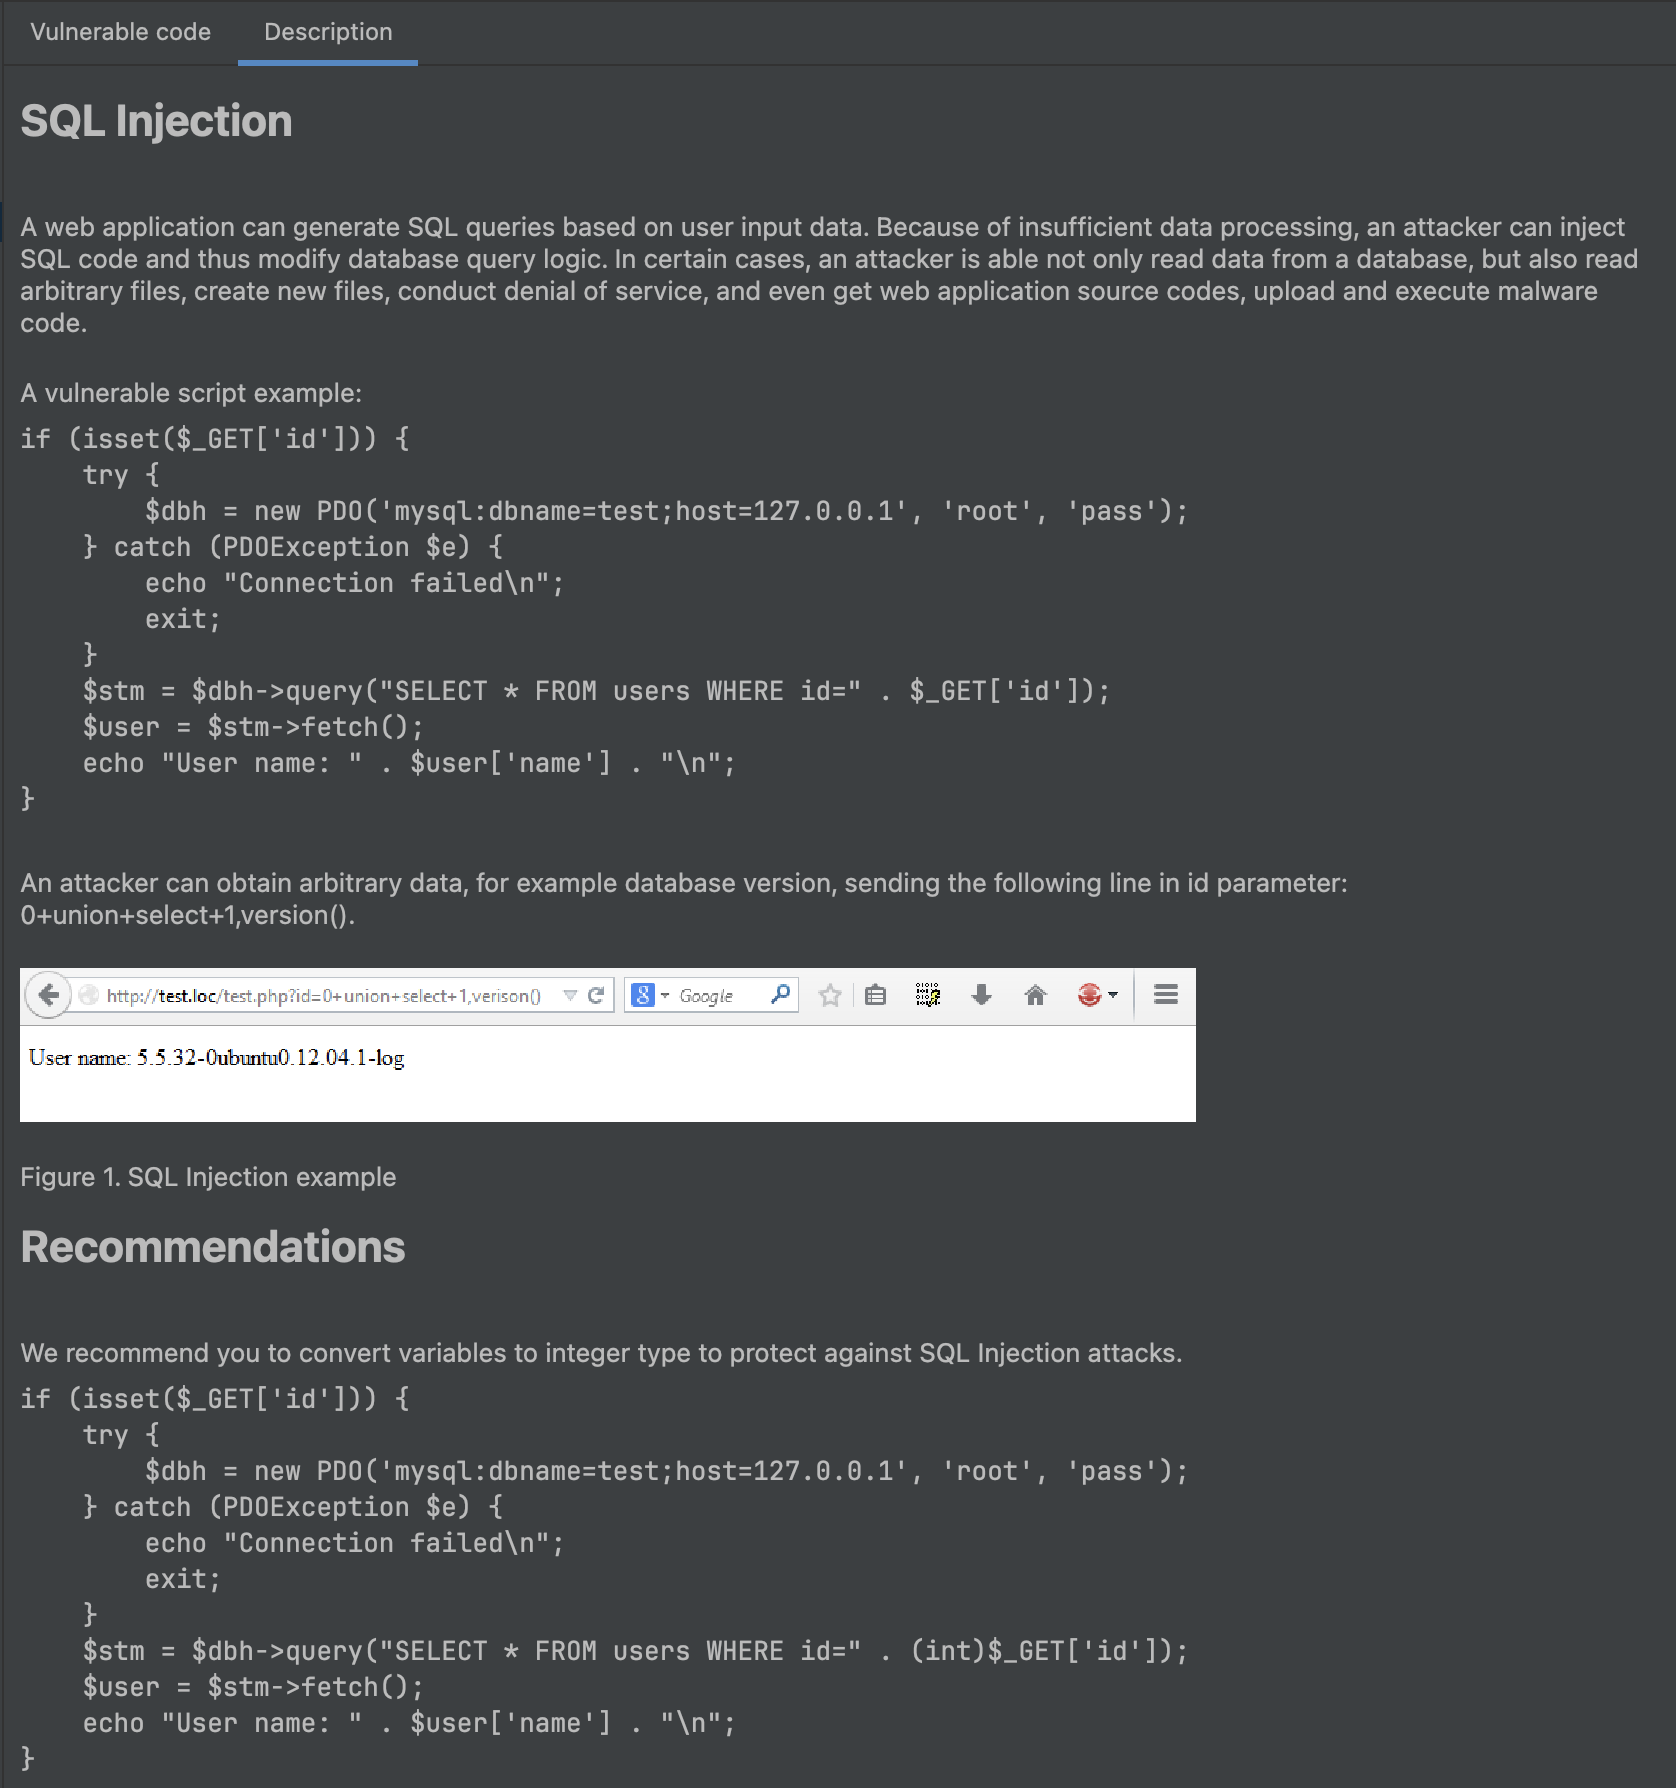 Vulnerable code Description
SQL Injection
A web application can generate SQL queries based on user input data. Because of insufficient data processing, an attacker can inject
SQL code and thus modify database query logic. In certain cases, an attacker is able not only read data from a database, but also read
arbitrary files, create new files, conduct denial of service, and even get web application source codes, upload and execute malware
code.
A vulnerable script example:
if (isset($_GET['id'])) {
    try {
        $dbh = new PDO('mysql:dbname=test;host=127.0.0.1', 'root', 'pass');
    } catch (PDOException $e) {
        echo "Connection failed\n";
        exit;
    }
    $stm = $dbh->query("SELECT * FROM users WHERE id=" . $_GET['id']);
    $user = $stm->fetch();
    echo "User name: " . $user['name'] . "\n";
}
An attacker can obtain arbitrary data, for example database version, sending the following line in id parameter:
0+union+select+1,version().
http://test.loc/test.php?id=0+union+select+1,verison() 8 Google
User name: 5.5.32-0ubuntu0.12.04.1-log
Figure 1. SQL Injection example
Recommendations
We recommend you to convert variables to integer type to protect against SQL Injection attacks.
if (isset($_GET['id'])) {
    try {
        $dbh = new PDO('mysql:dbname=test;host=127.0.0.1', 'root', 'pass');
    } catch (PDOException $e) {
        echo "Connection failed\n";
        exit;
    }
    $stm = $dbh->query("SELECT * FROM users WHERE id=" . (int)$_GET['id']);
    $user = $stm->fetch();
    echo "User name: " . $user['name'] . "\n";
}